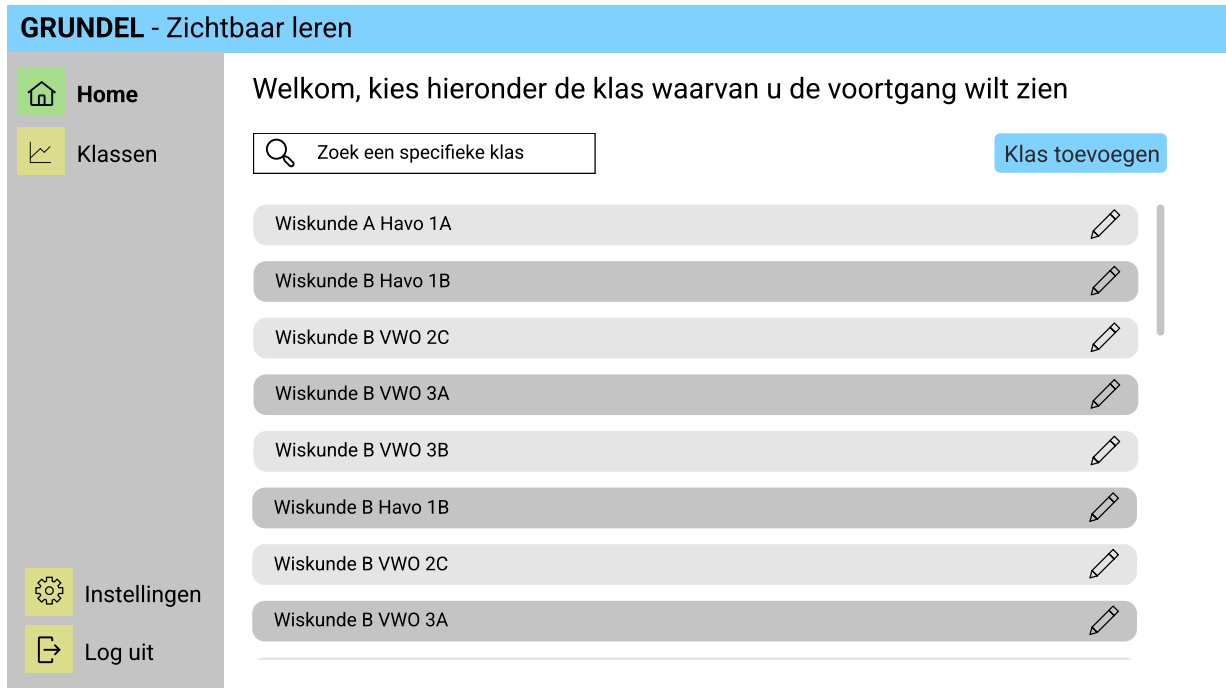 GRUNDEL - Zichtbaar leren
Home
Klassen
Welkom, kies hieronder de klas waarvan u de voortgang wilt zien
Zoek een specifieke klas
Klas toevoegen
Wiskunde A Havo 1A
Wiskunde B Havo 1B
Wiskunde B VWO 2C
Wiskunde B VWO 3A
Wiskunde B VWO 3B
Wiskunde B Havo 1B
Wiskunde B VWO 2C
Wiskunde B VWO 3A
Instellingen
Log uit